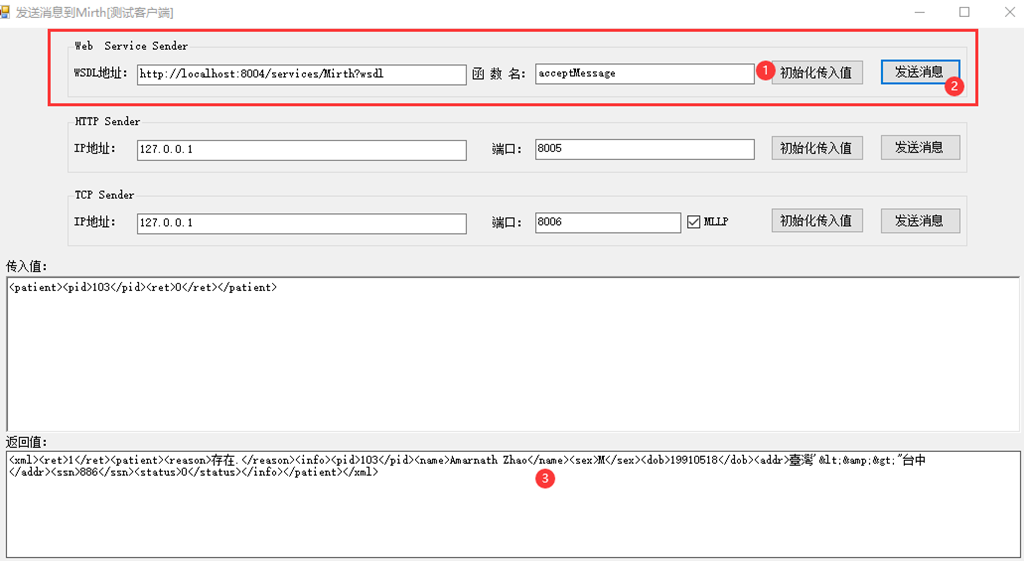 发送消息到Mirth[测试客户端]
Web Service Sender
WSDL地址: http://localhost:8004/services/Mirth?wsdl 函 数 名: acceptMessage 1 初始化传入值 发送消息 2
HTTP Sender
IP地址: 127.0.0.1 端口: 8005 初始化传入值 发送消息
TCP Sender
IP地址: 127.0.0.1 端口: 8006 MLLP 初始化传入值 发送消息
传入值:
<patient><pid>103</pid><ret>0</ret></patient>
返回值:
<xml><ret>1</ret><patient><reason>存在.</reason><info><pid>103</pid><name>Amarnath Zhao</name><sex>M</sex><dob>19910518</dob><addr>臺灣'&lt;&amp;&gt;"台中
</addr><ssn>886</ssn><status>0</status></info></patient></xml>
3